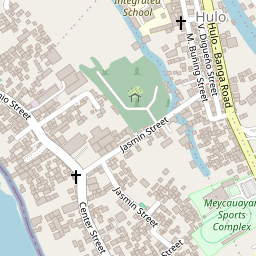 Integrated
School
Hulo
Hulo - Banga Road
V. Digueño Street
M. Buning Street
Street
Jasmin Street
Jasmin Street
Center Street
Meycauayan
Sports
Complex